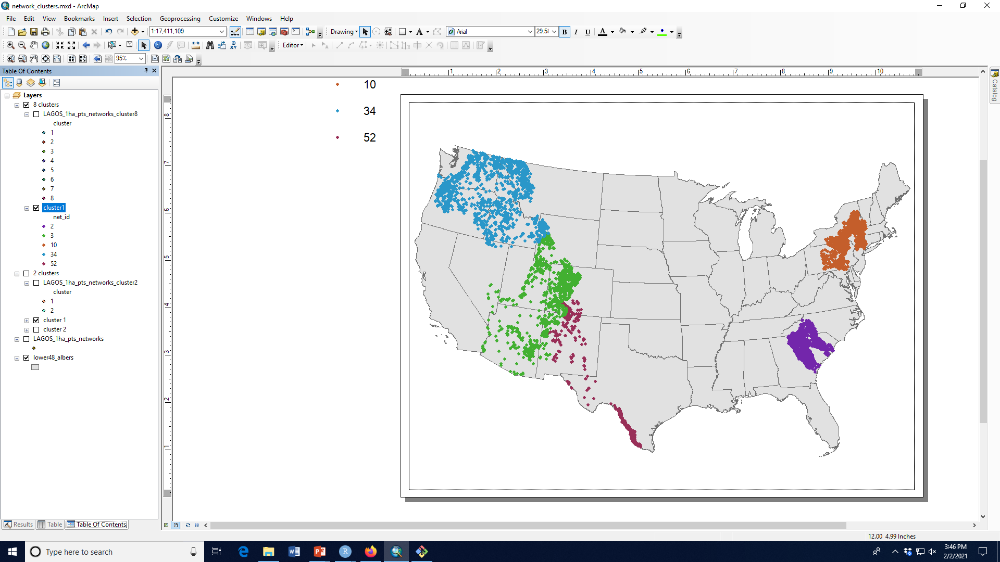 network_clusters.mxd - ArcMap
File Edit View Bookmarks Insert Selection Geoprocessing Customize Windows Help
1:17,411,109 Drawing Arial B I U A
Editor
95%
Table Of Contents
Layers
8 clusters
LAGOS_1ha_pts_networks_cluster8
cluster
1
2
3
4
5
6
7
8
cluster1
net_id
2
3
10
34
52
2 clusters
LAGOS_1ha_pts_networks_cluster2
cluster
1
2
cluster 1
cluster 2
LAGOS_1ha_pts_networks
lower48_albers
Results Table Table Of Contents
1 2 3 4 5 6 7 8 9 10
8
7
6
5
4
3
2
1
10
34
52
Catalog
12.00 4.99 Inches
Type here to search
3:46 PM
2/2/2021